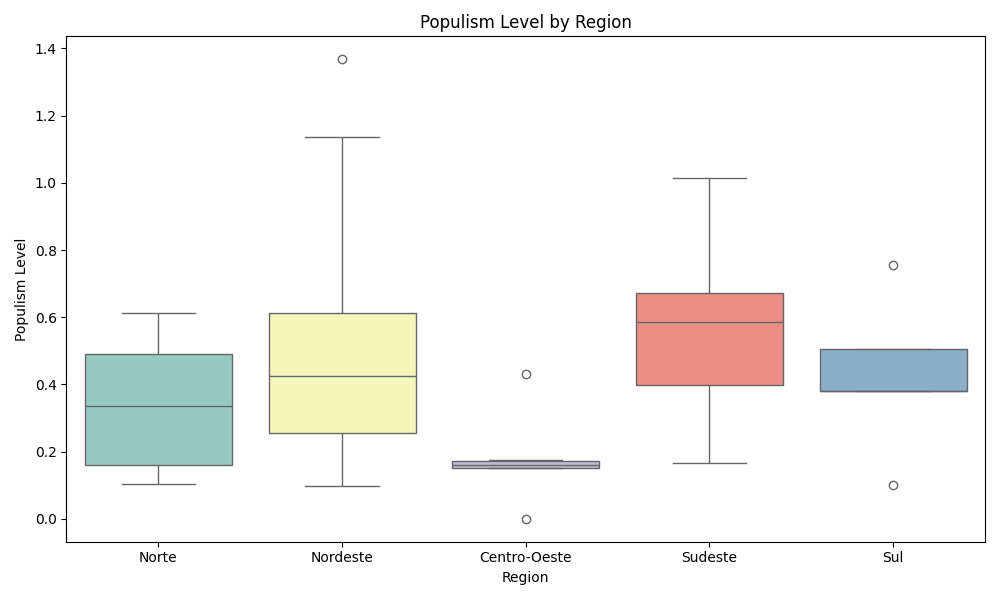 Populism Level by Region
Populism Level
1.4
1.2
1.0
0.8
0.6
0.4
0.2
0.0
Norte
Nordeste
Centro-Oeste
Sudeste
Sul
Region